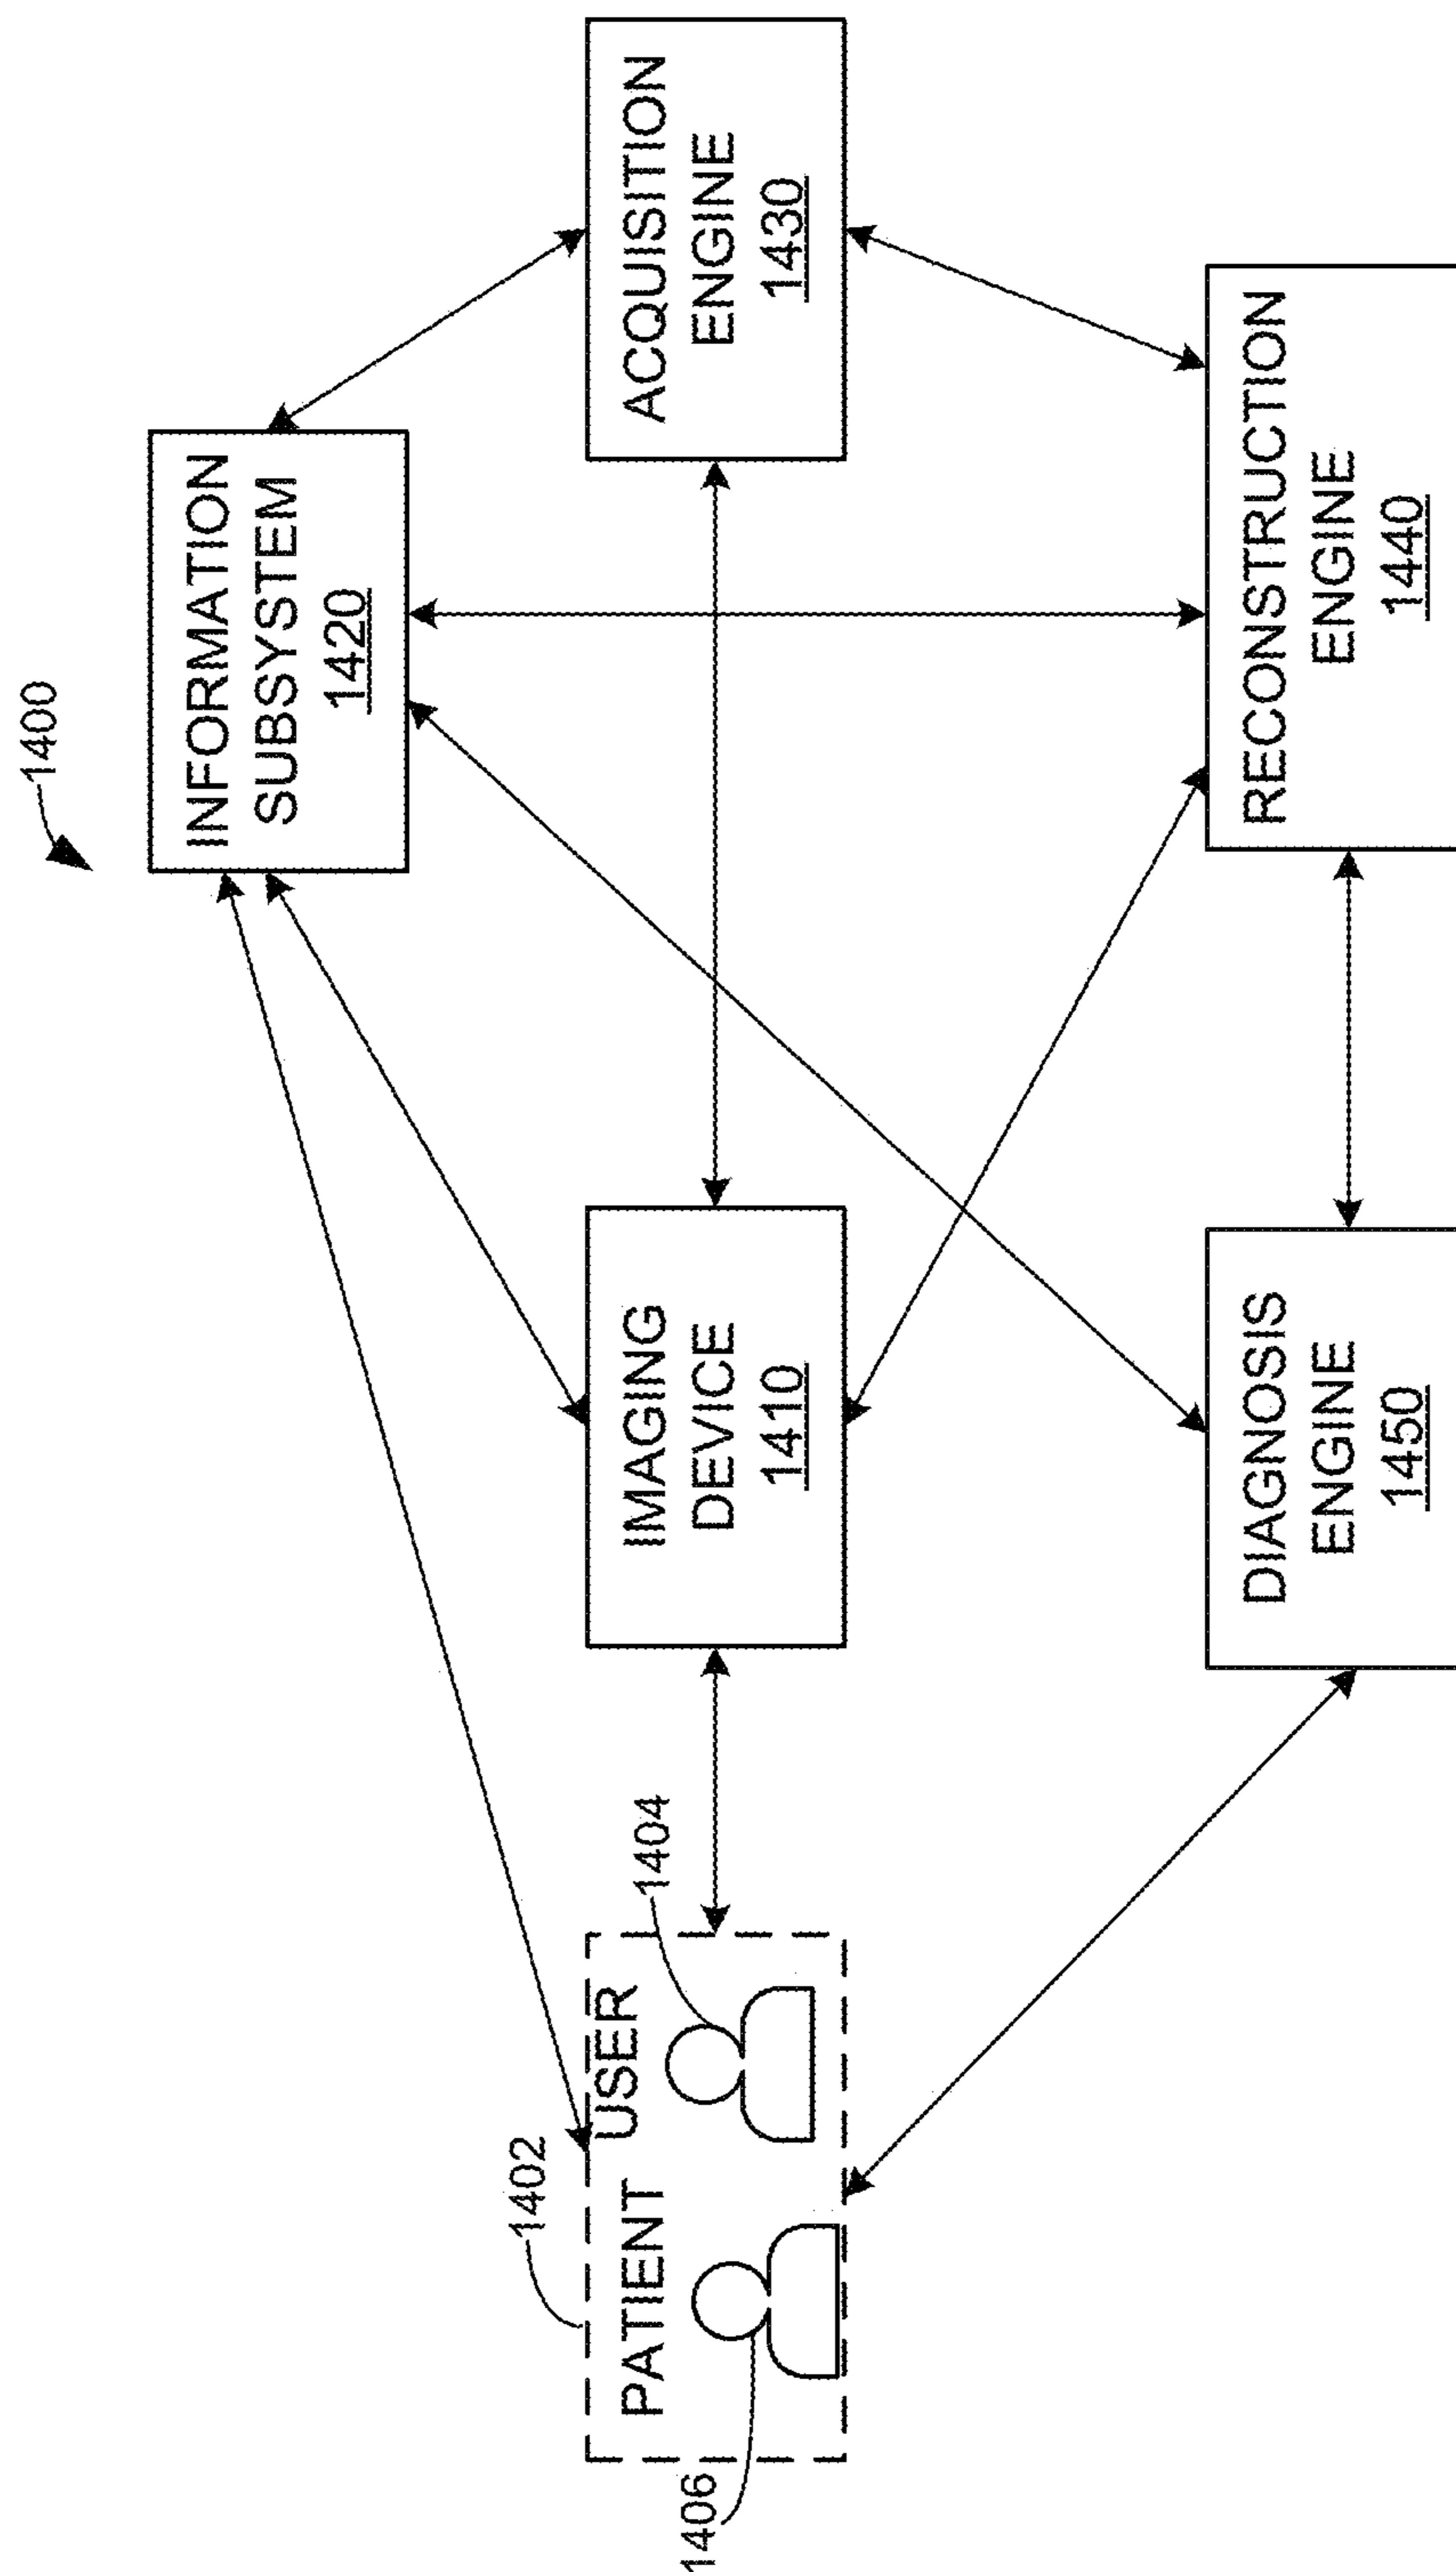 1400
INFORMATION
SUBSYSTEM
1420
1402
PATIENT
USER
1404
1406
IMAGING
DEVICE
1410
ACQUISITION
ENGINE
1430
DIAGNOSIS
ENGINE
1450
RECONSTRUCTION
ENGINE
1440